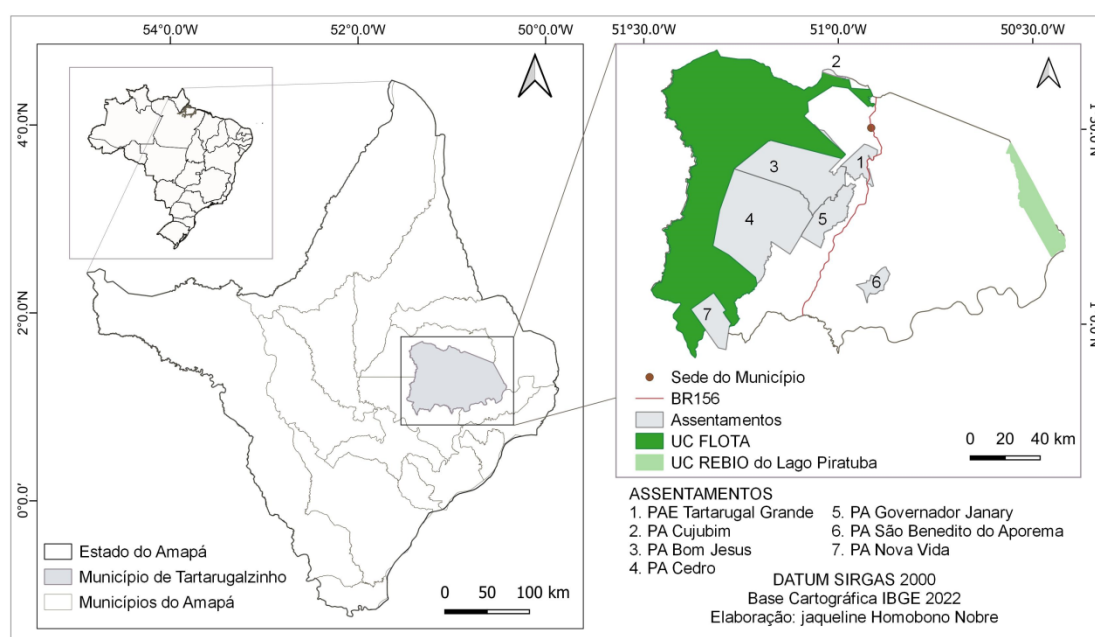 54°0.0'W
52°0.0'W
50°0.0'W
4°0.0'N
2°0.0'N
0°0.0'
Estado do Amapá
Município de Tartarugalzinho
Municípios do Amapá
0 50 100 km
51°30.0'W
51°0.0'W
50°30.0'W
2
3
1
4
5
6
7
Sede do Município
BR156
Assentamentos
UC FLOTA
UC REBIO do Lago Piratuba
0 20 40 km
ASSENTAMENTOS
1. PAE Tartarugal Grande
2. PA Cujubim
3. PA Bom Jesus
4. PA Cedro
5. PA Governador Janary
6. PA São Benedito do Aporema
7. PA Nova Vida
DATUM SIRGAS 2000
Base Cartográfica IBGE 2022
Elaboração: jaqueline Homobono Nobre